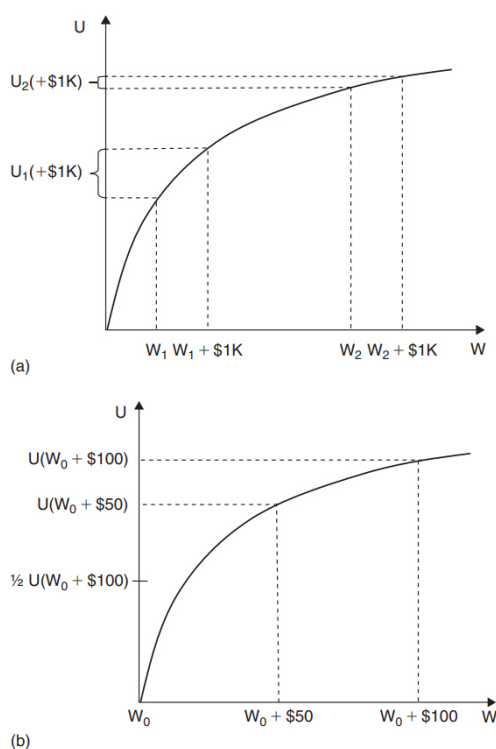 U
U₂(+$1K)
U₁(+$1K)
W₁ W₁ + $1K W₂ W₂ + $1K W
(a)
U
U(W₀ + $100)
U(W₀ + $50)
½ U(W₀ + $100)
W₀ W₀ + $50 W₀ + $100 W
(b)